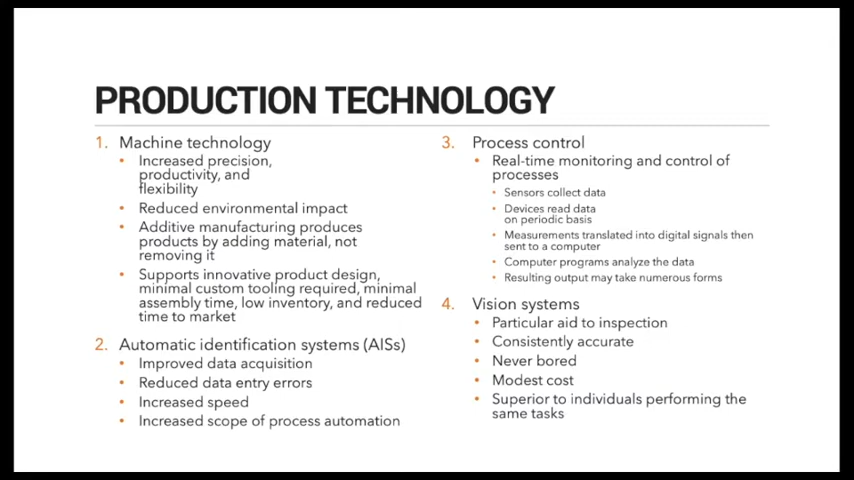 PRODUCTION TECHNOLOGY
1. Machine technology
• Increased precision,
productivity, and
flexibility
• Reduced environmental impact
• Additive manufacturing produces
products by adding material, not
removing it
• Supports innovative product design,
minimal custom tooling required, minimal
assembly time, low inventory, and reduced
time to market
2. Automatic identification systems (AISs)
• Improved data acquisition
• Reduced data entry errors
• Increased speed
• Increased scope of process automation
3. Process control
• Real-time monitoring and control of
processes
• Sensors collect data
• Devices read data
on periodic basis
• Measurements translated into digital signals then
sent to a computer
• Computer programs analyze the data
• Resulting output may take numerous forms
4. Vision systems
• Particular aid to inspection
• Consistently accurate
• Never bored
• Modest cost
• Superior to individuals performing the
same tasks